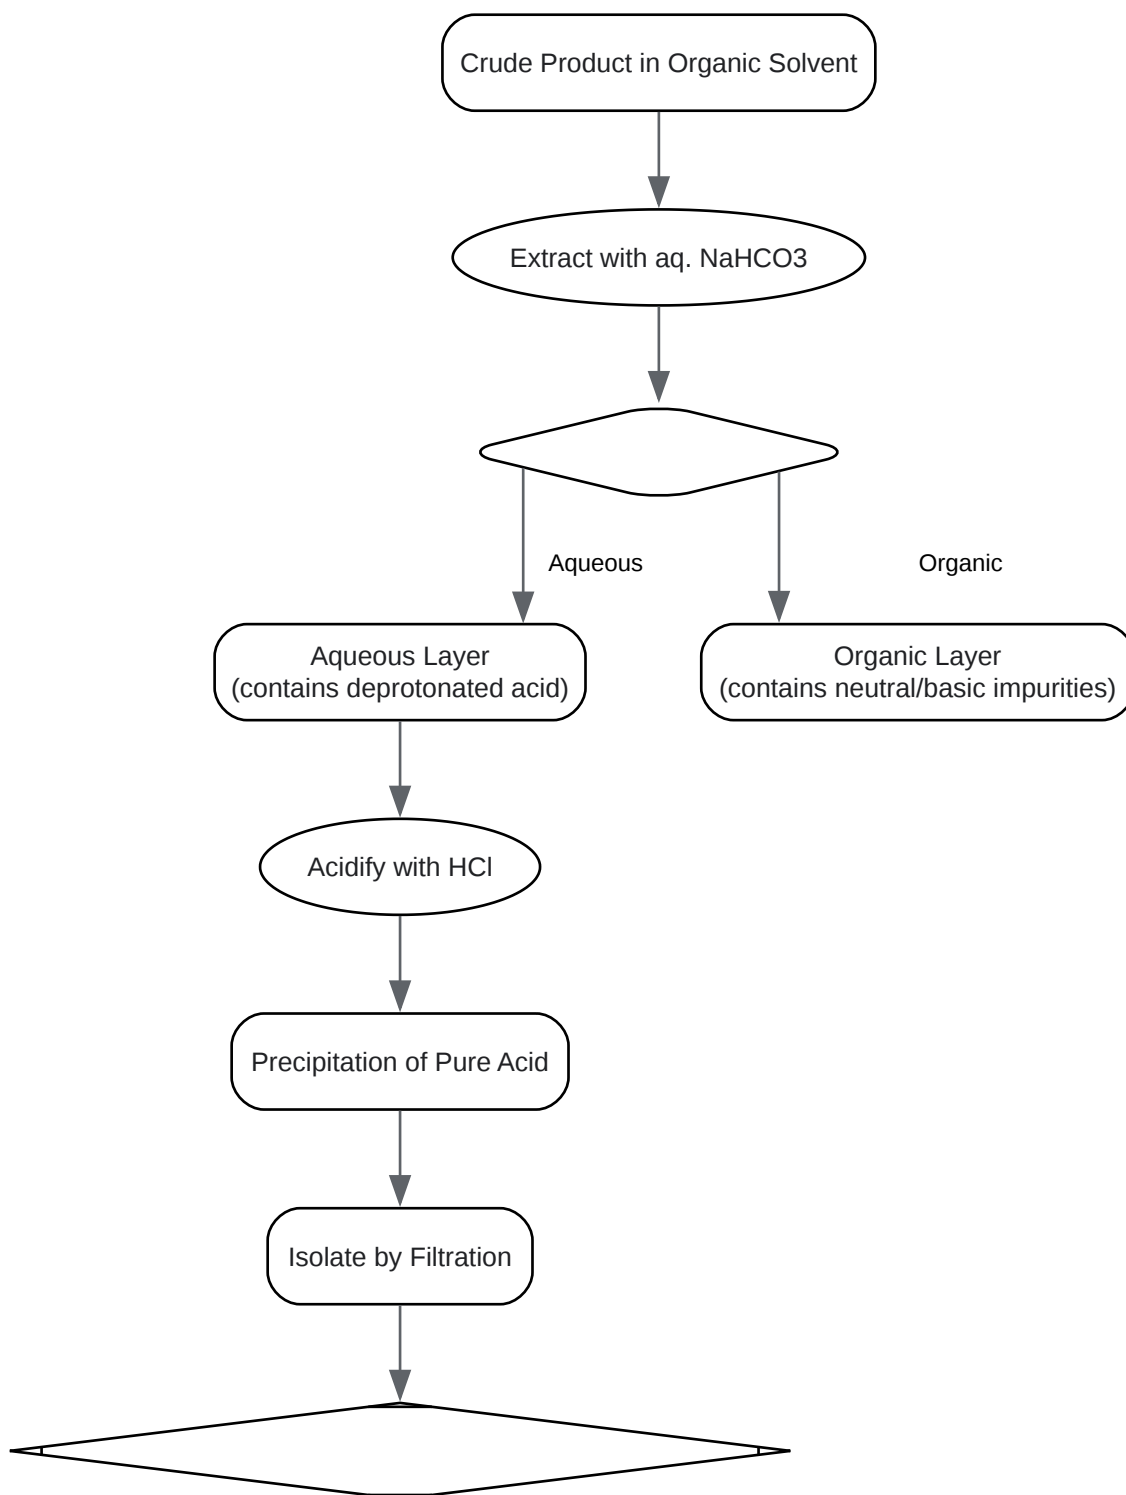 Crude Product in Organic Solvent
Extract with aq. NaHCO3
Aqueous
Organic
Aqueous Layer
(contains deprotonated acid)
Organic Layer
(contains neutral/basic impurities)
Acidify with HCl
Precipitation of Pure Acid
Isolate by Filtration